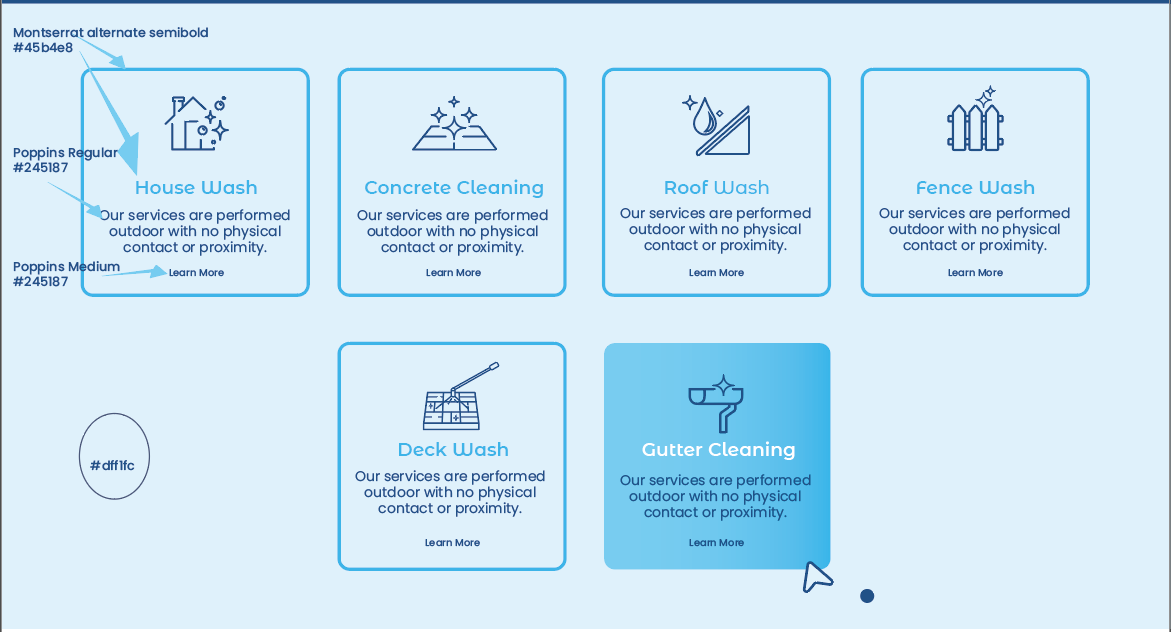 Montserrat alternate semibold
#45b4e8
Poppins Regular
#245187
Poppins Medium
#245187
House Wash
Our services are performed
outdoor with no physical
contact or proximity.
Learn More
Concrete Cleaning
Our services are performed
outdoor with no physical
contact or proximity.
Learn More
Roof Wash
Our services are performed
outdoor with no physical
contact or proximity.
Learn More
Fence Wash
Our services are performed
outdoor with no physical
contact or proximity.
Learn More
#dff1fc
Deck Wash
Our services are performed
outdoor with no physical
contact or proximity.
Learn More
Gutter Cleaning
Our services are performed
outdoor with no physical
contact or proximity.
Learn More